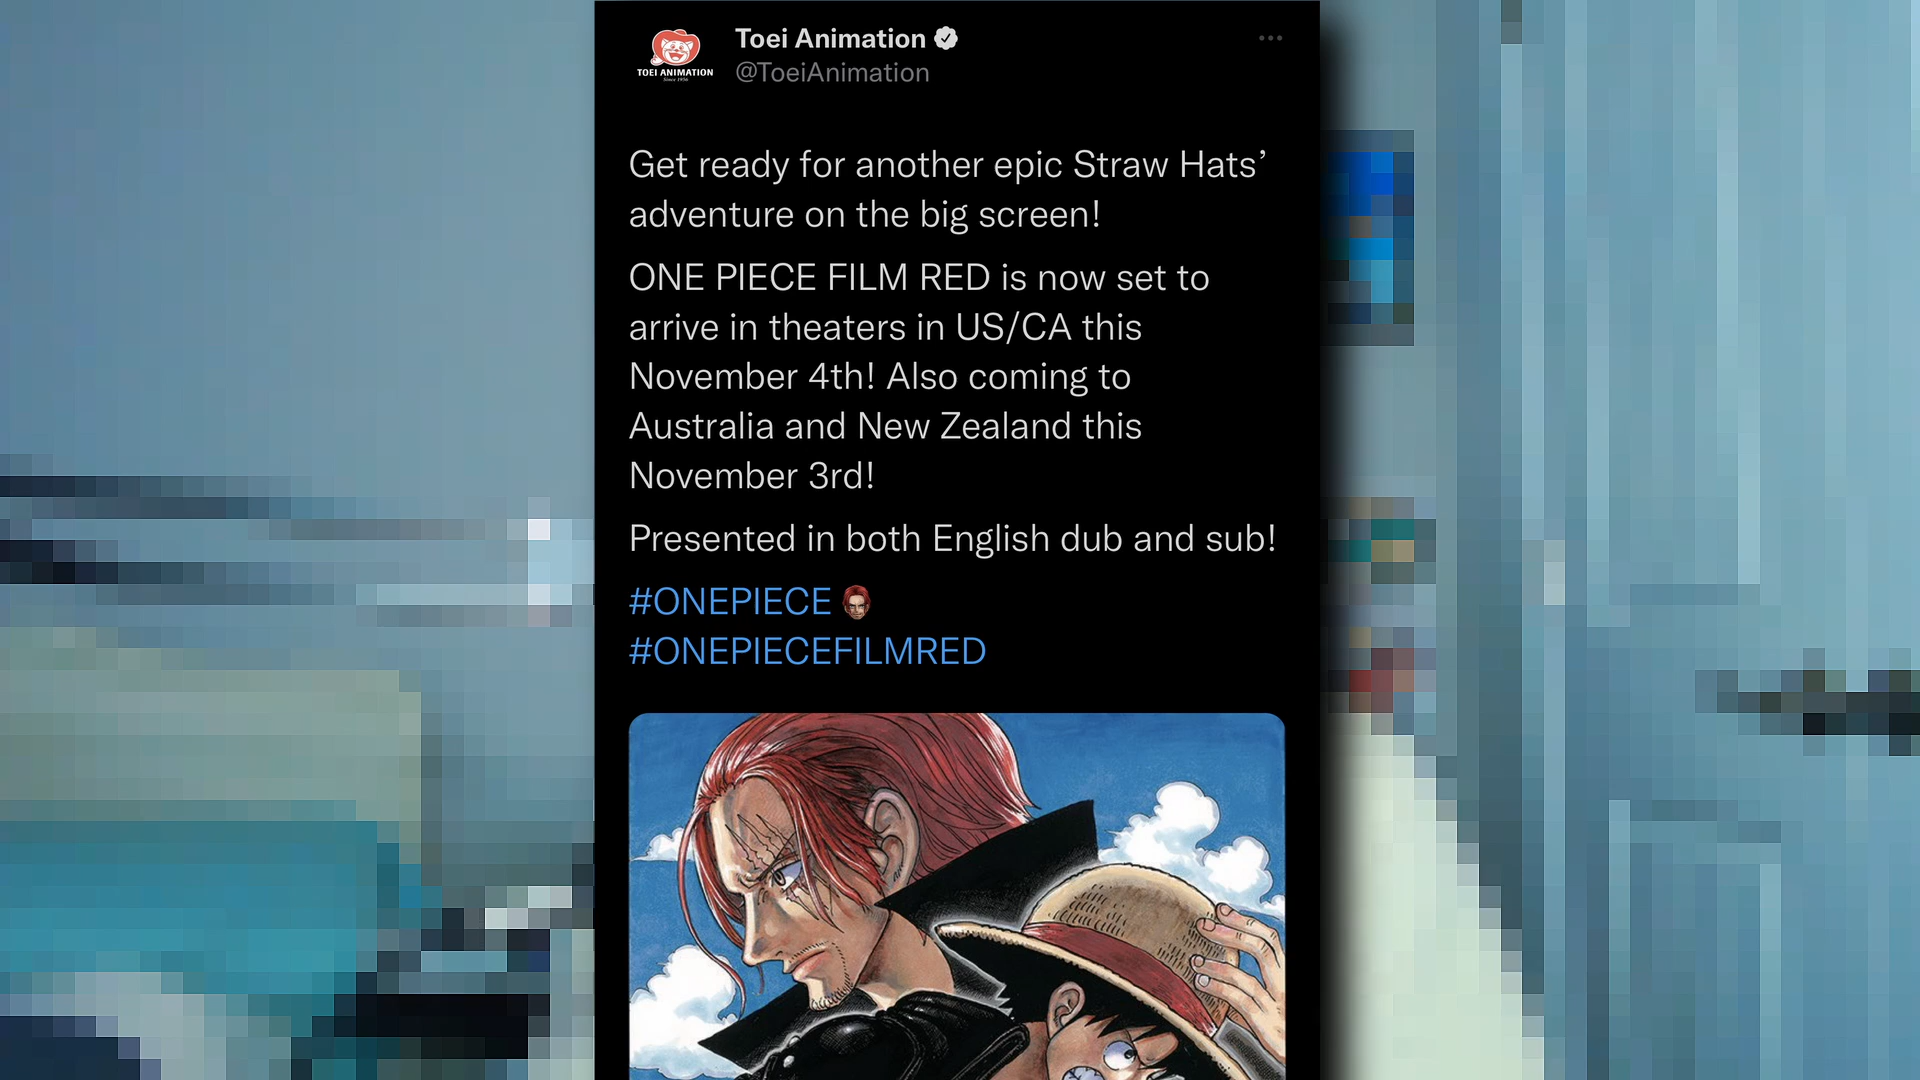 Toei Animation
@ToeiAnimation
TOEI ANIMATION
Since 1956
Get ready for another epic Straw Hats’
adventure on the big screen!
ONE PIECE FILM RED is now set to
arrive in theaters in US/CA this
November 4th! Also coming to
Australia and New Zealand this
November 3rd!
Presented in both English dub and sub!
#ONEPIECE
#ONEPIECEFILMRED